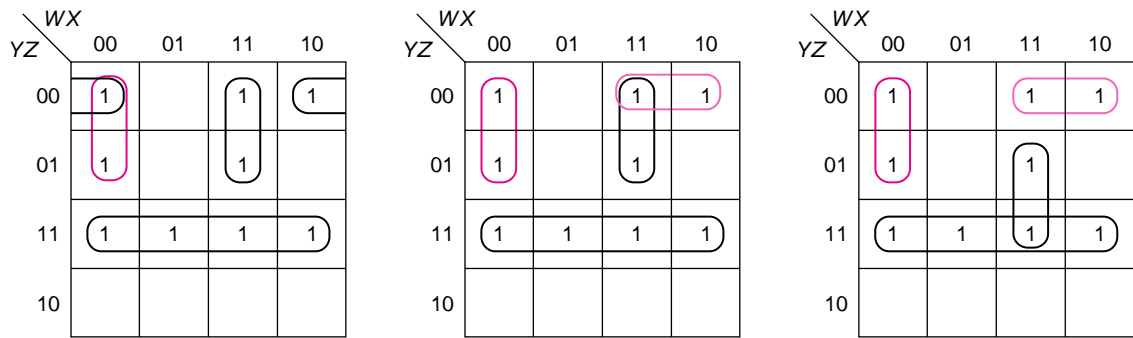 WX WX WX
YZ 00 01 11 10 YZ 00 01 11 10 YZ 00 01 11 10
00 1 1 1 00 1 1 1 00 1 1 1
01 1 1 01 1 1 01 1 1
11 1 1 1 1 11 1 1 1 1 11 1 1 1 1
10 10 10